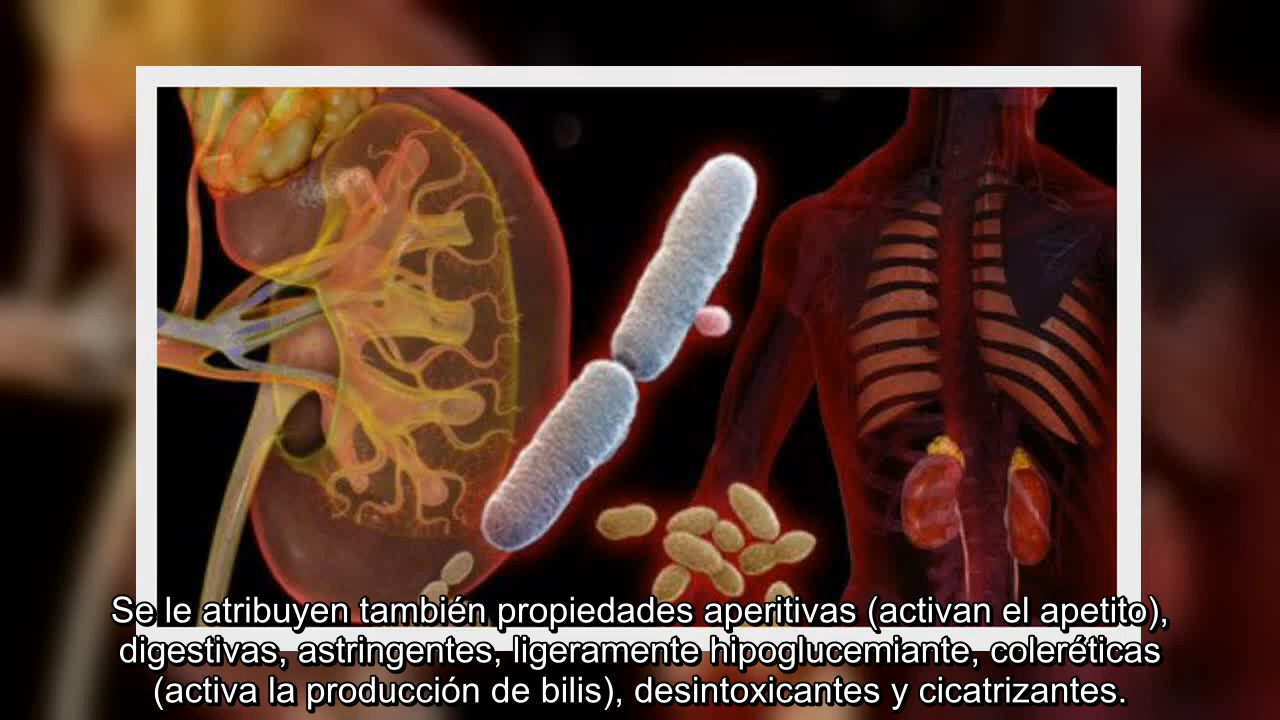 Se le atribuyen también propiedades aperitivas (activan el apetito),
digestivas, astringentes, ligeramente hipoglucemiante, coleréticas
(activa la producción de bilis), desintoxicantes y cicatrizantes.